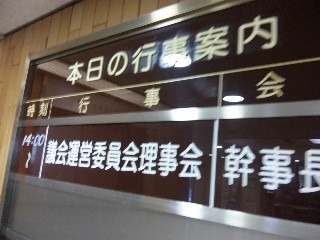 本日の行事案内
時刻 行 事 会
14:00 議会運営委員会理事会 幹事長
～